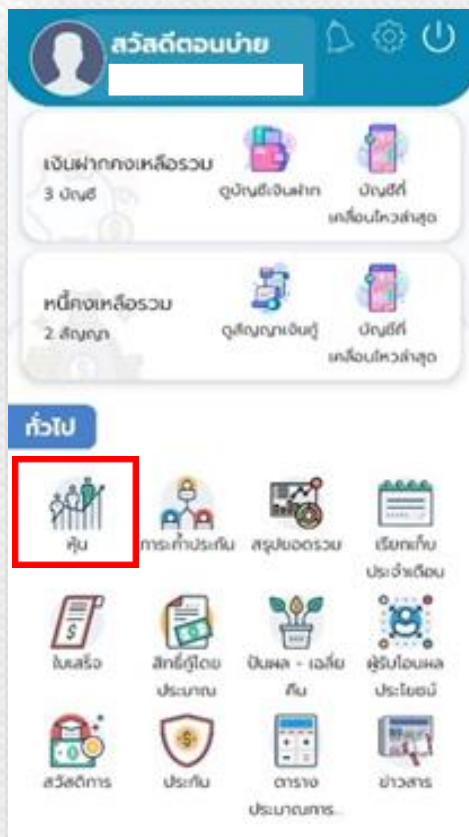 สวัสดีตอนบ่าย
เงินฝากคงเหลือรวม
3 บัญชี
ดูบัญชีเงินฝาก
บัญชีที่
เคลื่อนไหวล่าสุด
หนี้คงเหลือรวม
2 สัญญา
ดูสัญญาเงินกู้
บัญชีที่
เคลื่อนไหวล่าสุด
ทั่วไป
หุ้น
ภาระค้ำประกัน
สรุปยอดรวม
เรียกเก็บ
ประจำเดือน
ใบเสร็จ
สิทธิ์กู้โดย
ประมาณ
ปันผล - เฉลี่ย
คืน
ผู้รับโอนผล
ประโยชน์
สวัสดิการ
ประกัน
ตาราง
ประมาณการ..
ข่าวสาร